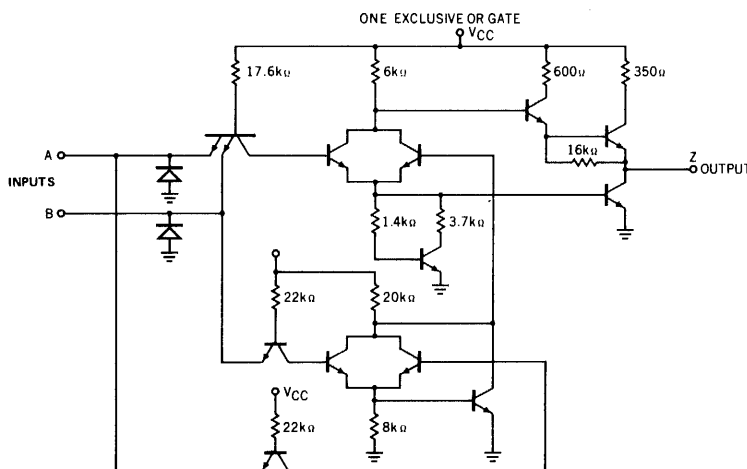 ONE EXCLUSIVE OR GATE
VCC
17.6kΩ
6kΩ
600Ω
350Ω
A
16kΩ
Z
OUTPUT
INPUTS
B
1.4kΩ
3.7kΩ
22kΩ
20kΩ
VCC
22kΩ
8kΩ